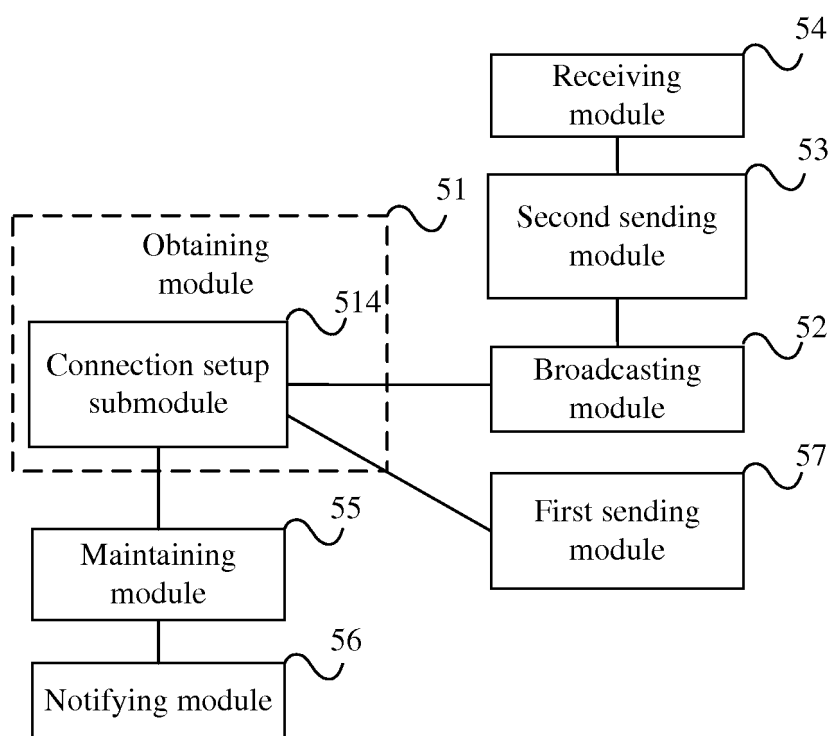 54
Receiving
module
53
Second sending
module
51
Obtaining
module
514
Connection setup
submodule
52
Broadcasting
module
57
First sending
module
55
Maintaining
module
56
Notifying module